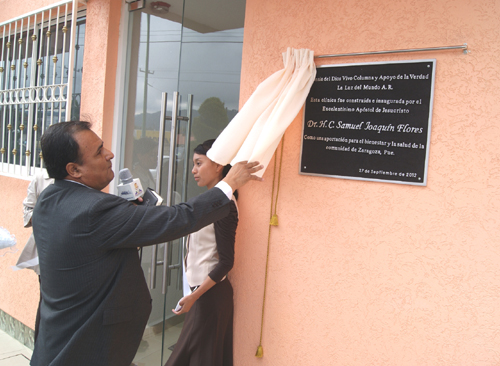 del Dios Vivo Columna y Apoyo de la Verdad
La Luz del Mundo A.R.
Esta clínica fue construida e inaugurada por el
Excelentísimo Apóstol de Jesucristo
Dr. H. C. Samuel Joaquín Flores
Como una aportación para el bienestar y la salud de la
comunidad de Zaragoza, Pue.
27 de Septiembre de 2012